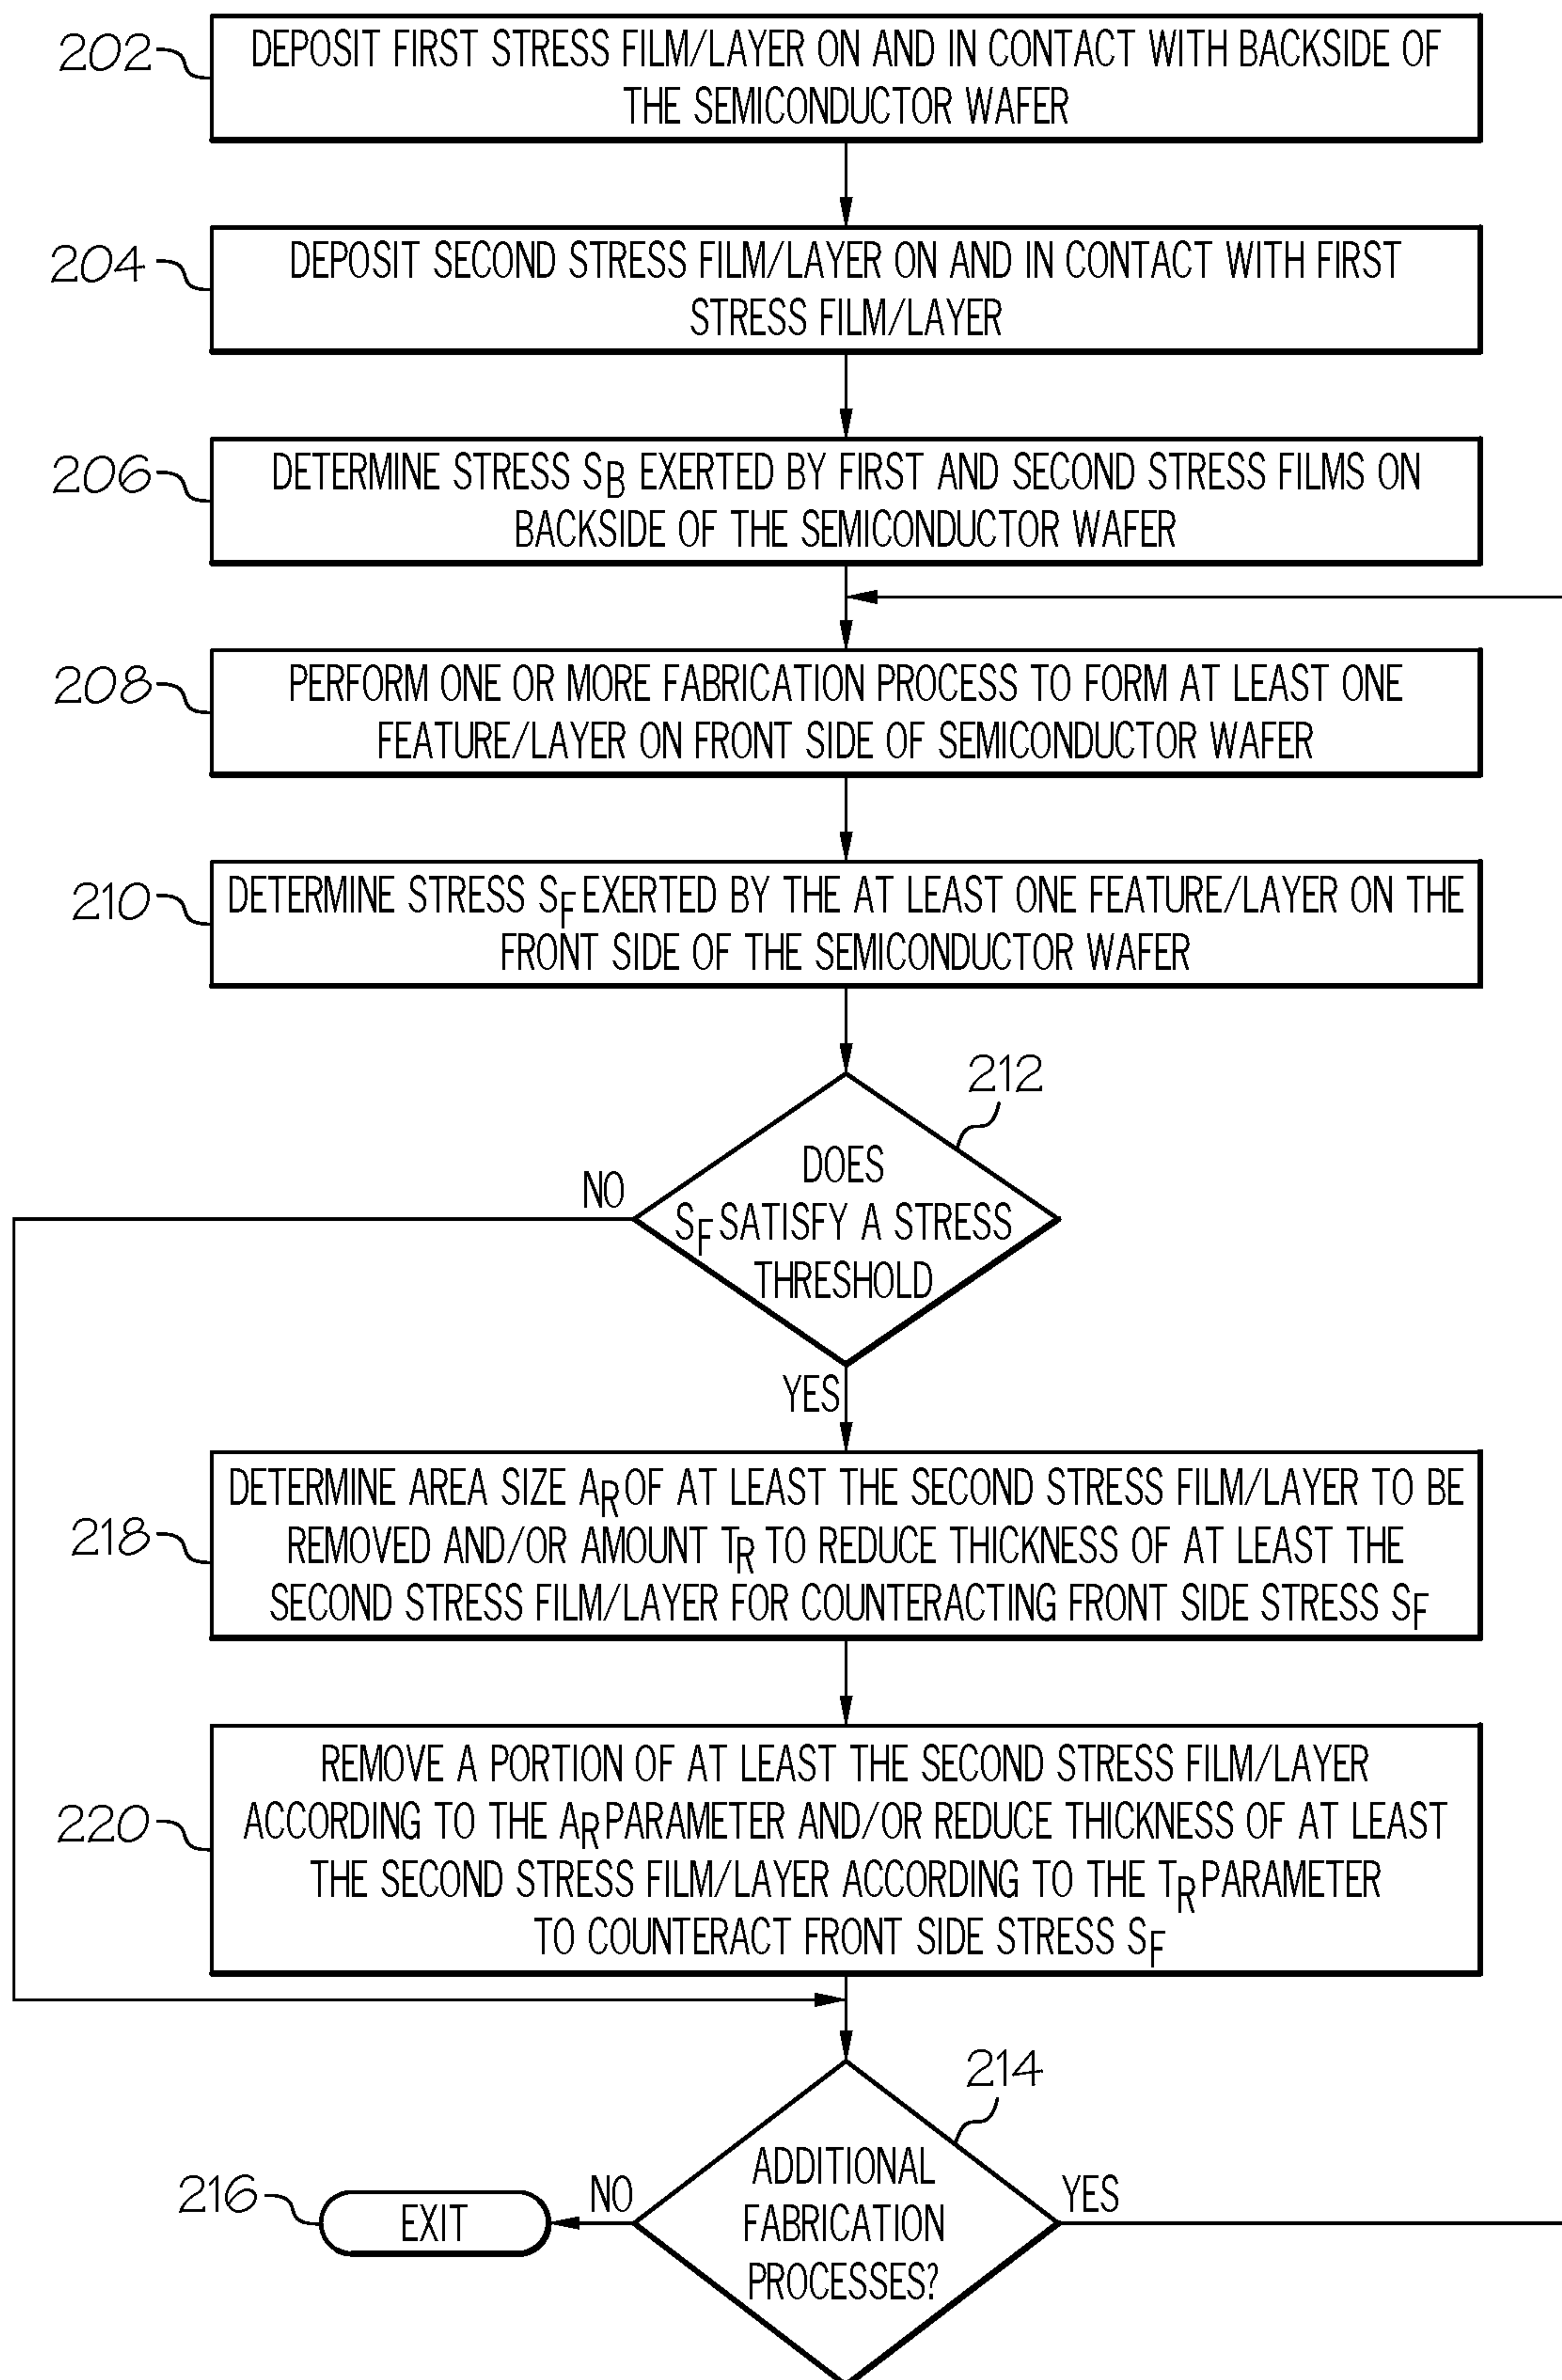 202
DEPOSIT FIRST STRESS FILM/LAYER ON AND IN CONTACT WITH BACKSIDE OF
THE SEMICONDUCTOR WAFER
204
DEPOSIT SECOND STRESS FILM/LAYER ON AND IN CONTACT WITH FIRST
STRESS FILM/LAYER
206
DETERMINE STRESS SB EXERTED BY FIRST AND SECOND STRESS FILMS ON
BACKSIDE OF THE SEMICONDUCTOR WAFER
208
PERFORM ONE OR MORE FABRICATION PROCESS TO FORM AT LEAST ONE
FEATURE/LAYER ON FRONT SIDE OF SEMICONDUCTOR WAFER
210
DETERMINE STRESS SF EXERTED BY THE AT LEAST ONE FEATURE/LAYER ON THE
FRONT SIDE OF THE SEMICONDUCTOR WAFER
212
DOES
SF SATISFY A STRESS
THRESHOLD
NO
YES
218
DETERMINE AREA SIZE AR OF AT LEAST THE SECOND STRESS FILM/LAYER TO BE
REMOVED AND/OR AMOUNT TR TO REDUCE THICKNESS OF AT LEAST THE
SECOND STRESS FILM/LAYER FOR COUNTERACTING FRONT SIDE STRESS SF
220
REMOVE A PORTION OF AT LEAST THE SECOND STRESS FILM/LAYER
ACCORDING TO THE AR PARAMETER AND/OR REDUCE THICKNESS OF AT LEAST
THE SECOND STRESS FILM/LAYER ACCORDING TO THE TR PARAMETER
TO COUNTERACT FRONT SIDE STRESS SF
214
ADDITIONAL
FABRICATION
PROCESSES?
NO
YES
216
EXIT